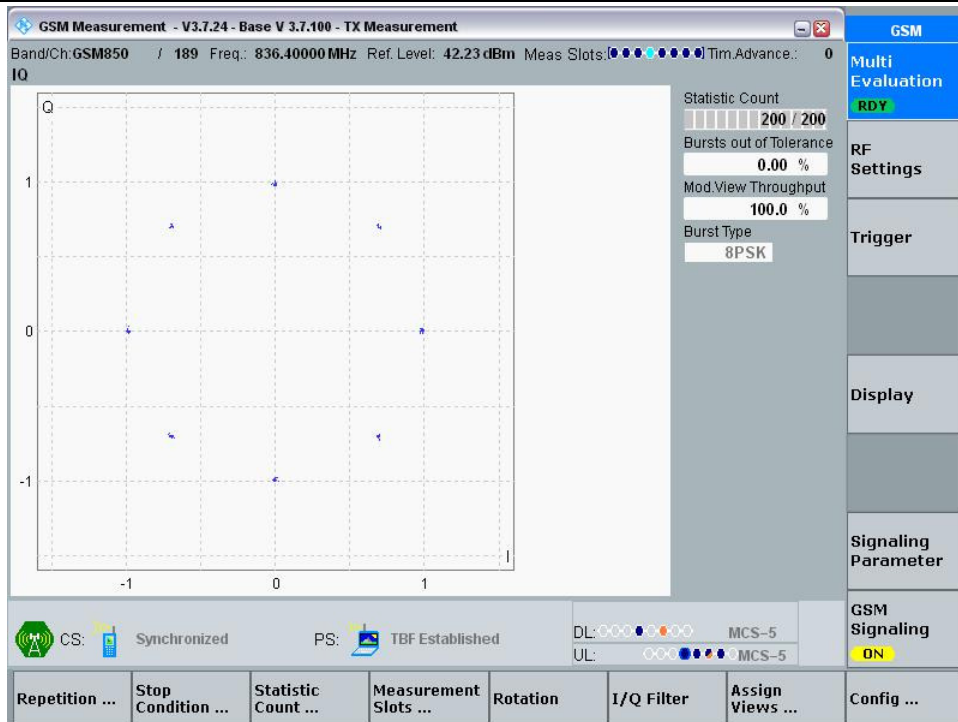 GSM Measurement - V3.7.24 - Base V 3.7.100 - TX Measurement
GSM
Band/Ch:GSM850 / 189 Freq.: 836.40000 MHz Ref. Level: 42.23 dBm Meas Slots: Tim.Advance.: 0
IQ
Multi
Evaluation
RDY
Q
Statistic Count
200 / 200
Bursts out of Tolerance
0.00 %
Mod.View Throughput
100.0 %
Burst Type
8PSK
1
0
-1
I
-1 0 1
RF
Settings
Trigger
Display
Signaling
Parameter
GSM
Signaling
ON
CS: Synchronized PS: TBF Established
DL: MCS-5
UL: MCS-5
Repetition ...
Stop
Condition ...
Statistic
Count ...
Measurement
Slots ...
Rotation
I/Q Filter
Assign
Views ...
Config ...